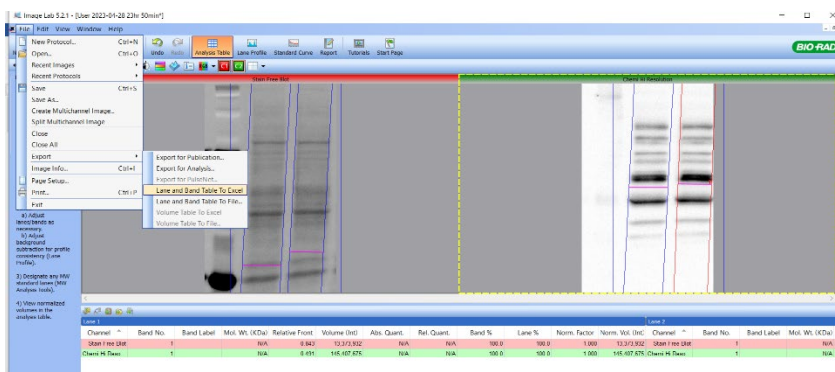 Image Lab 5.2.1 - [User 2023-04-28 23hr 50min*]
File Edit View Window Help
BIO-RAD
Undo Redo Analysis Table Lane Profile Standard Curve Report Tutorials Start Page
New Protocol... Ctrl+N
Open... Ctrl+O
Recent Images
Recent Protocols
Save Ctrl+S
Save As...
Create Multichannel Image...
Split Multichannel Image
Close
Close All
Export
Image Info... Ctrl+I
Page Setup...
Print... Ctrl+P
Exit
Export for Publication...
Export for Analysis...
Export for PulseNet...
Lane and Band Table To Excel
Lane and Band Table To File...
Volume Table To Excel
Volume Table To File...
Stain Free Blot
Chemi Hi Resolution
a) Adjust
lanes/bands as
necessary.
b) Adjust
background
subtraction for profile
consistency (Lane
Profile).
3) Designate any MW
standard lanes (MW
Analysis Tools).
4) View normalized
volumes in the
analysis table.
Lane 1 Lane 2
Channel Band No. Band Label Mol. Wt. (KDa) Relative Front Volume (Int) Abs. Quant. Rel. Quant. Band % Lane % Norm. Factor Norm. Vol. (Int) Channel Band No. Band Label Mol. Wt. (KDa)
Stain Free Blot 1 N/A 0.843 13,373,932 N/A N/A 100.0 100.0 1.000 13,373,932 Stain Free Blot 1 N/A
Chemi Hi Reso 1 N/A 0.491 145,407,675 N/A N/A 100.0 100.0 1.000 145,407,675 Chemi Hi Reso 1 N/A